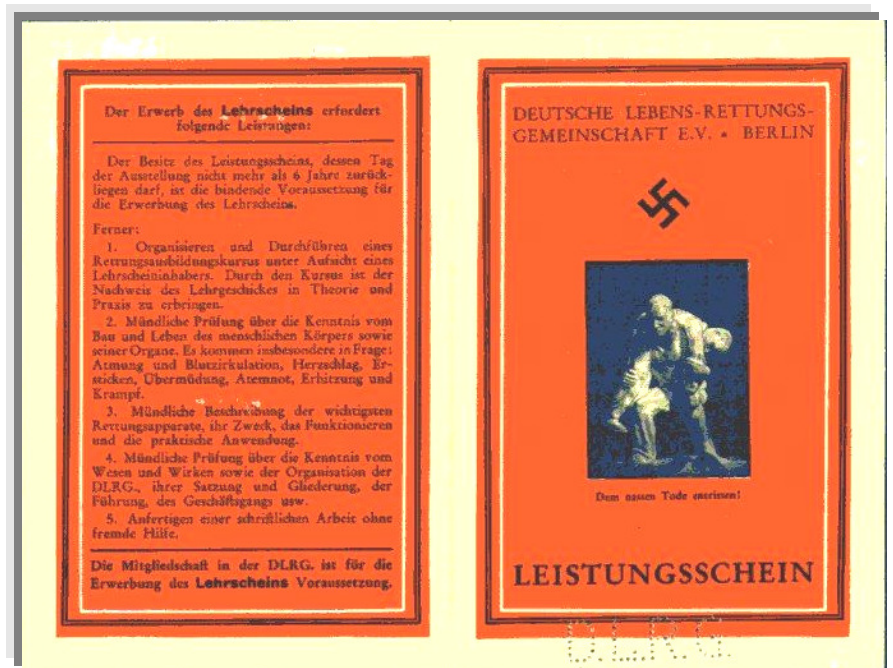 Der Erwerb des Lehrscheins erfordert
folgende Leistungen:
Der Besitz des Leistungsscheins, dessen Tag
der Ausstellung nicht mehr als 6 Jahre zurück-
liegen darf, ist die bindende Voraussetzung für
die Erwerbung des Lehrscheins.
Ferner:
1. Organisieren und Durchführen eines
Rettungsausbildungskursus unter Aufsicht eines
Lehrscheininhabers. Durch den Kursus ist der
Nachweis des Lehrgeschickes in Theorie und
Praxis zu erbringen.
2. Mündliche Prüfung über die Kenntnis vom
Bau und Leben des menschlichen Körpers sowie
seiner Organe. Es kommen insbesondere in Frage:
Atmung und Blutzirkulation, Herzschlag, Er-
sticken, Übermüdung, Atemnot, Erhitzung und
Krampf.
3. Mündliche Beschreibung der wichtigsten
Rettungsapparate, ihr Zweck, das Funktionieren
und die praktische Anwendung.
4. Mündliche Prüfung über die Kenntnis vom
Wesen und Wirken sowie der Organisation der
DLRG., ihrer Satzung und Gliederung, der
Führung, des Geschäftsgangs usw.
5. Anfertigen einer schriftlichen Arbeit ohne
fremde Hilfe.
Die Mitgliedschaft in der DLRG. ist für die
Erwerbung des Lehrscheins Voraussetzung.
DEUTSCHE LEBENS-RETTUNGS-
GEMEINSCHAFT E.V. • BERLIN
Dem nassen Tode entrinnen!
LEISTUNGSSCHEIN
D.L.R.G.